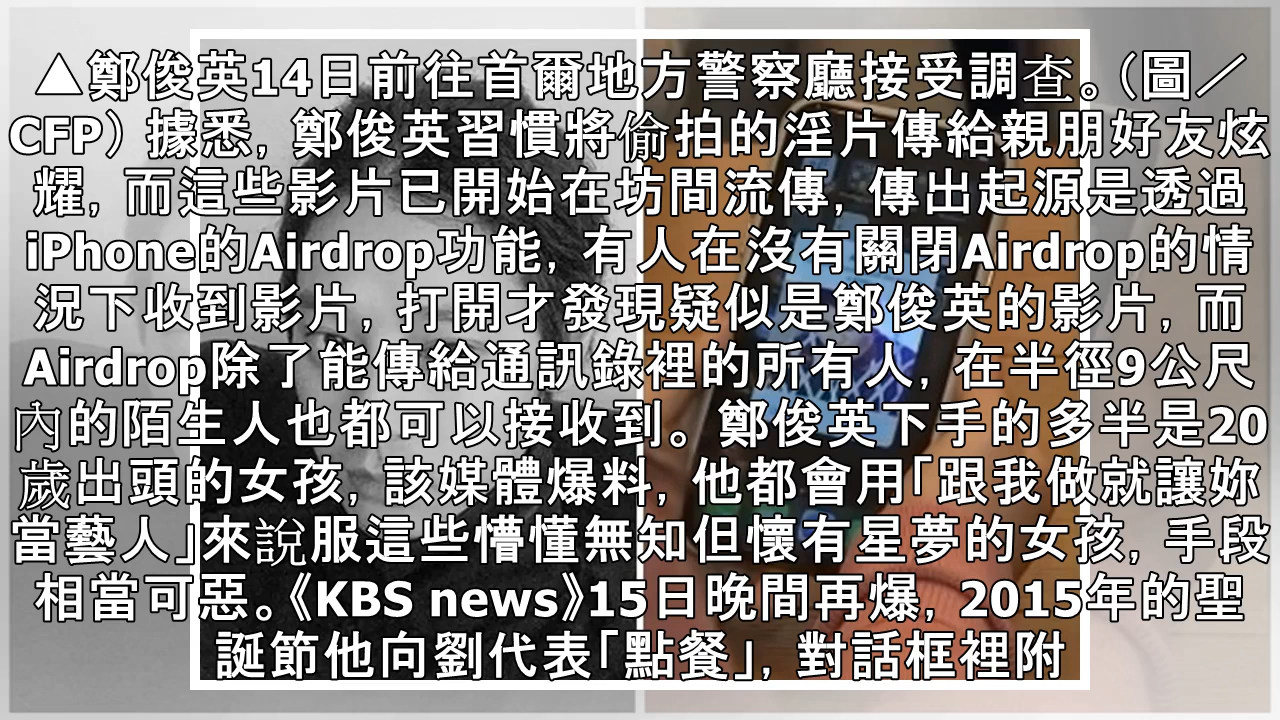 ▲鄭俊英14日前往首爾地方警察廳接受調查。(圖／
CFP) 據悉, 鄭俊英習慣將偷拍的淫片傳給親朋好友炫
耀, 而這些影片已開始在坊間流傳, 傳出起源是透過
iPhone的Airdrop功能, 有人在沒有關閉Airdrop的情
況下收到影片, 打開才發現疑似是鄭俊英的影片, 而
Airdrop除了能傳給通訊錄裡的所有人, 在半徑9公尺
內的陌生人也都可以接收到。鄭俊英下手的多半是20
歲出頭的女孩, 該媒體爆料, 他都會用「跟我做就讓妳
當藝人」來說服這些懵懂無知但懷有星夢的女孩, 手段
相當可惡。《KBS news》15日晚間再爆, 2015年的聖
誕節他向劉代表「點餐」, 對話框裡附